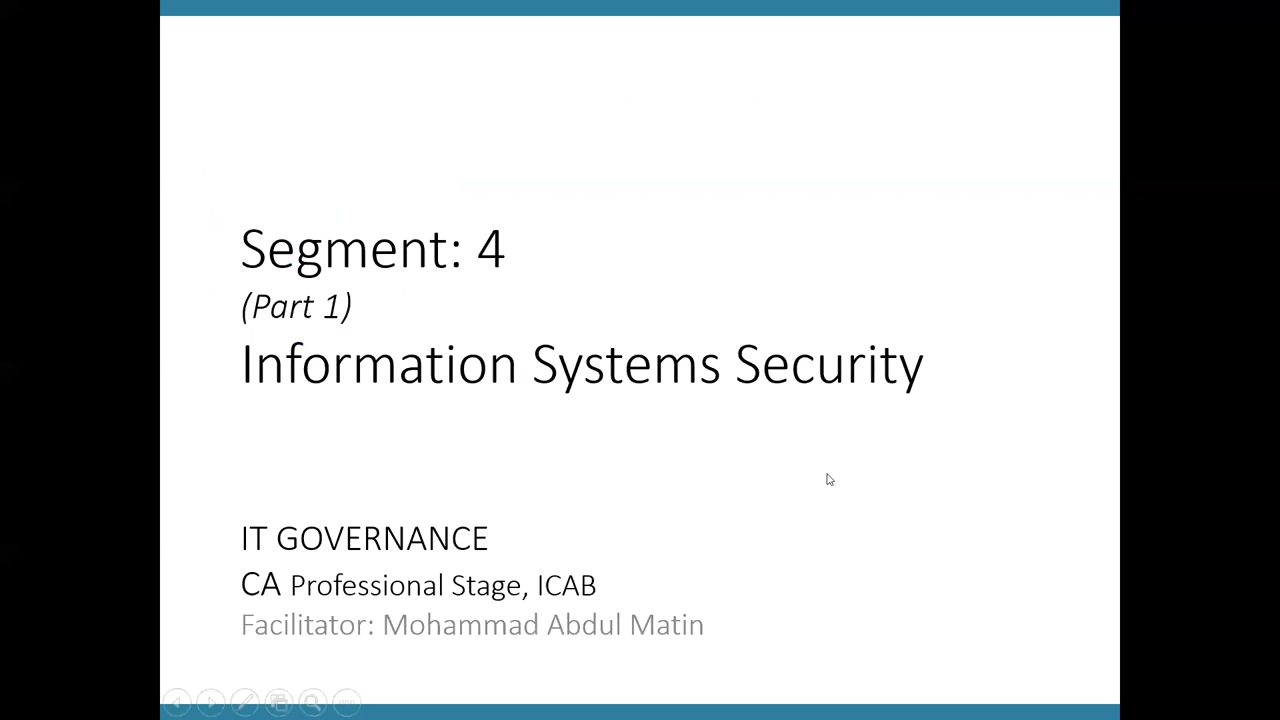 Segment: 4
(Part 1)
Information Systems Security
IT GOVERNANCE
CA Professional Stage, ICAB
Facilitator: Mohammad Abdul Matin